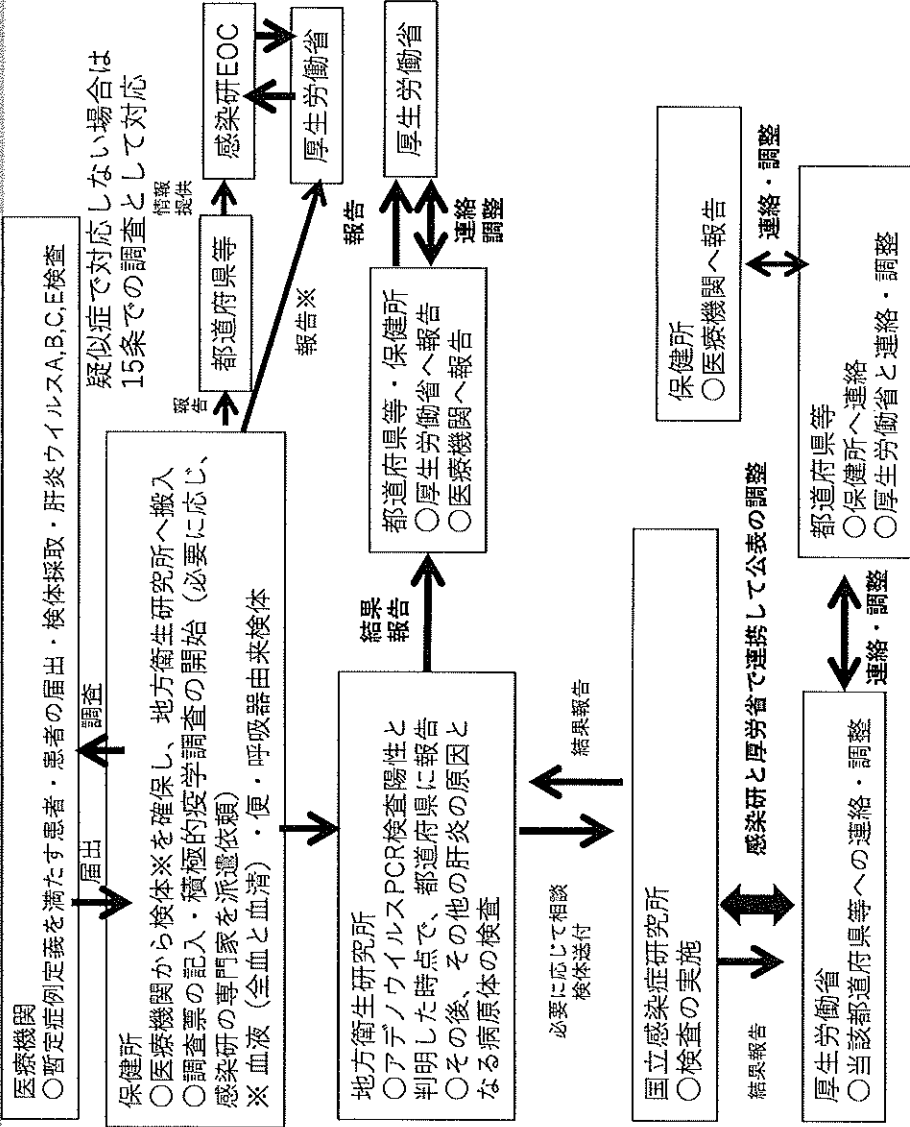 医療機関
○暫定症例定義を満たす患者・患者の届出・検体採取・肝炎ウイルスA,B,C,E検査
届出
調査
疑似症で対応しない場合は
15条での調査として対応
保健所
○医療機関から検体※を確保し、地方衛生研究所へ搬入
○調査票の記入・積極的疫学調査の開始（必要に応じ、
感染研の専門家を派遣依頼）
※血液（全血と血清）・便・呼吸器由来検体
報告
都道府県等
情報
提供
感染研EOC
厚生労働省
報告※
地方衛生研究所
○アデノウイルスPCR検査陽性と
判明した時点で、都道府県に報告
○その後、その他の肝炎の原因と
なる病原体の検査
結果
報告
都道府県等・保健所
○厚生労働省へ報告
○医療機関へ報告
報告
連絡
調整
厚生労働省
必要に応じて相談
検体送付
結果報告
国立感染症研究所
○検査の実施
結果報告
感染研と厚労省で連携して公表の調整
保健所
○医療機関へ報告
連絡・調整
厚生労働省
○当該都道府県等への連絡・調整
連絡・調整
都道府県等
○保健所へ連絡
○厚生労働省と連絡・調整